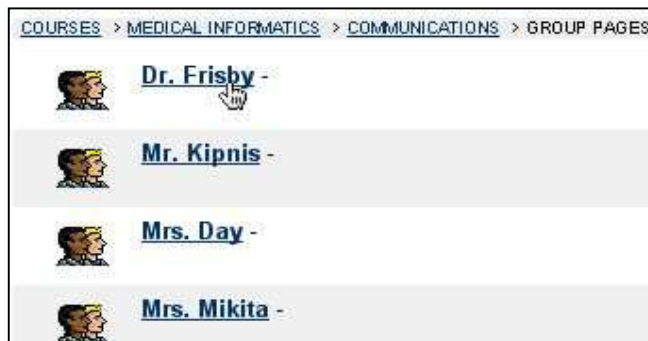 COURSES > MEDICAL INFORMATICS > COMMUNICATIONS > GROUP PAGES
Dr. Frisby -
Mr. Kipnis -
Mrs. Day -
Mrs. Mikita -